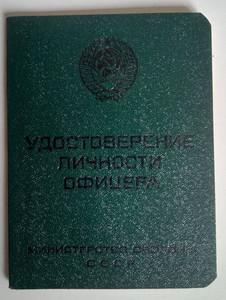 УДОСТОВЕРЕНИЕ
ЛИЧНОСТИ
ОФИЦЕРА
МИНИСТЕРСТВО ОБОРОНЫ
СССР